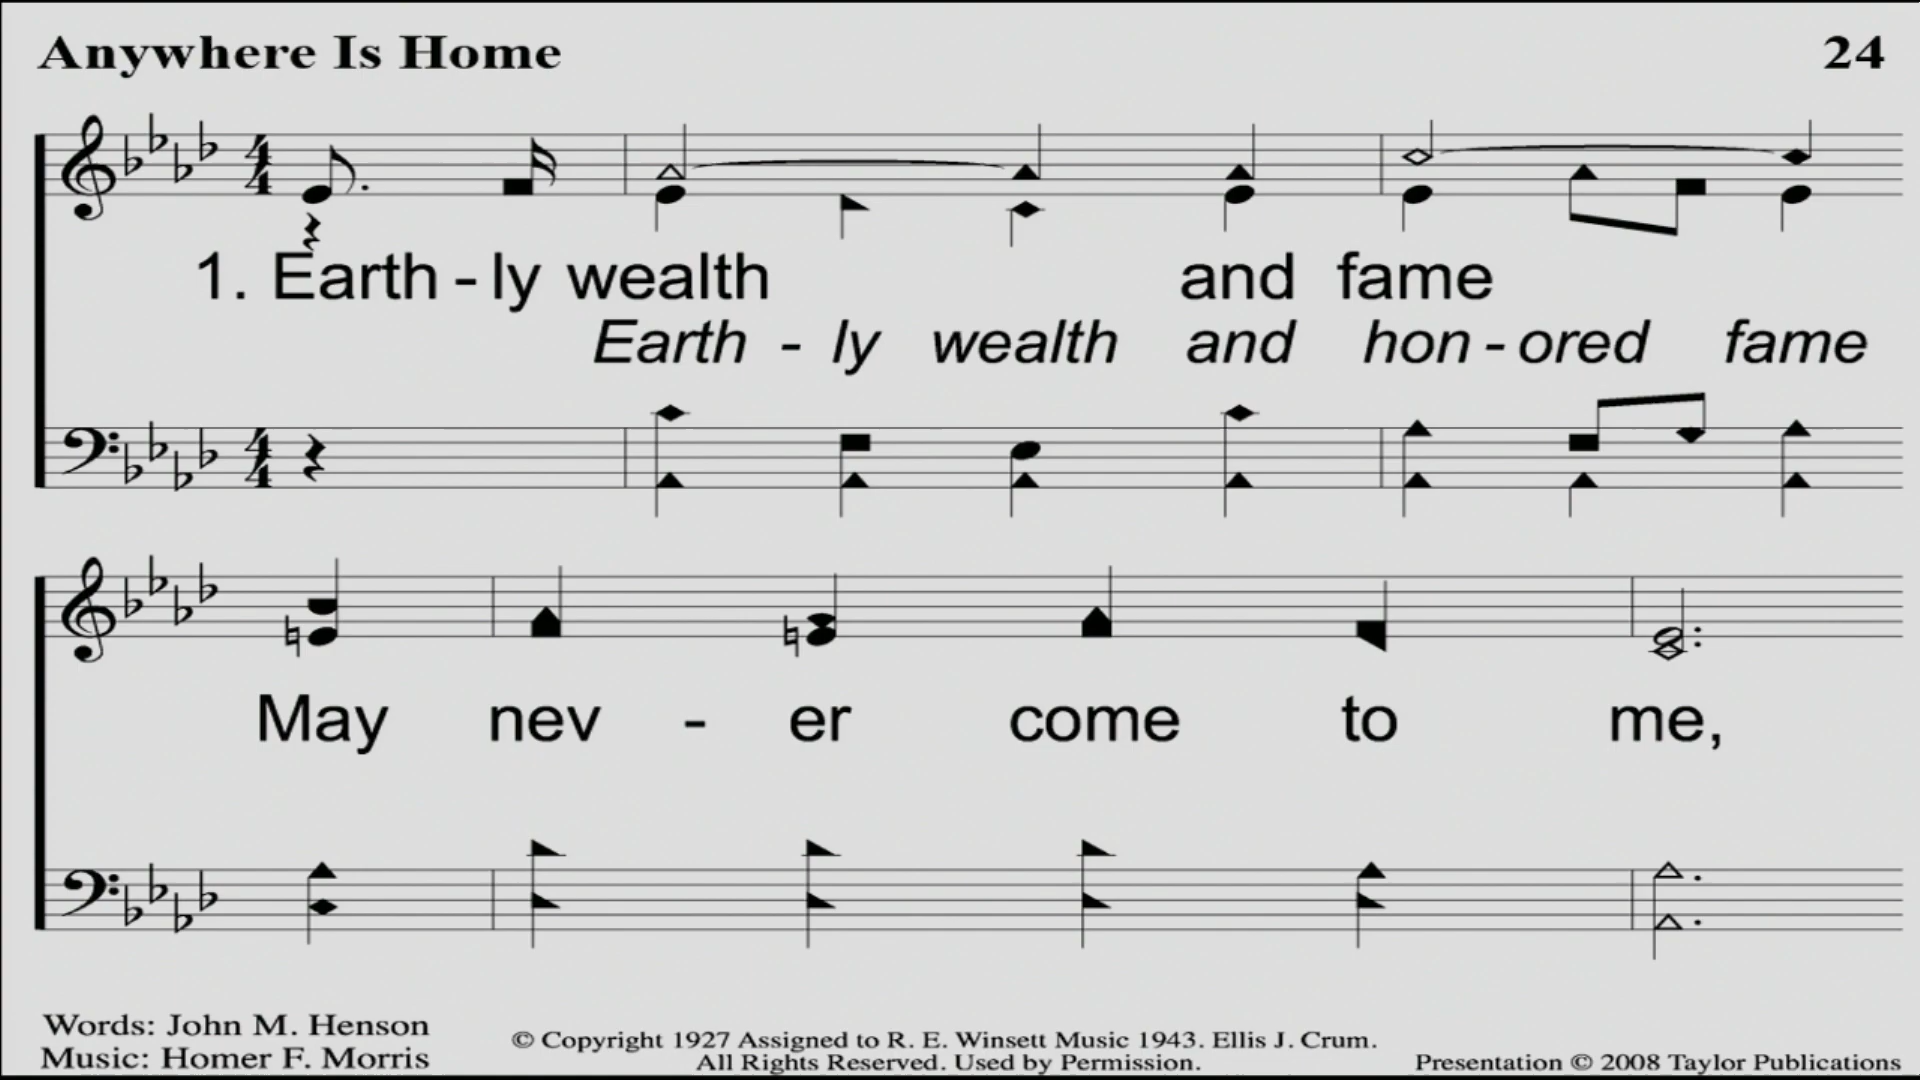 Anywhere Is Home 24
1. Earth - ly wealth and fame
Earth - ly wealth and hon - ored fame
May nev - er come to me,
Words: John M. Henson
Music: Homer F. Morris
© Copyright 1927 Assigned to R. E. Winsett Music 1943. Ellis J. Crum.
All Rights Reserved. Used by Permission.
Presentation © 2008 Taylor Publications